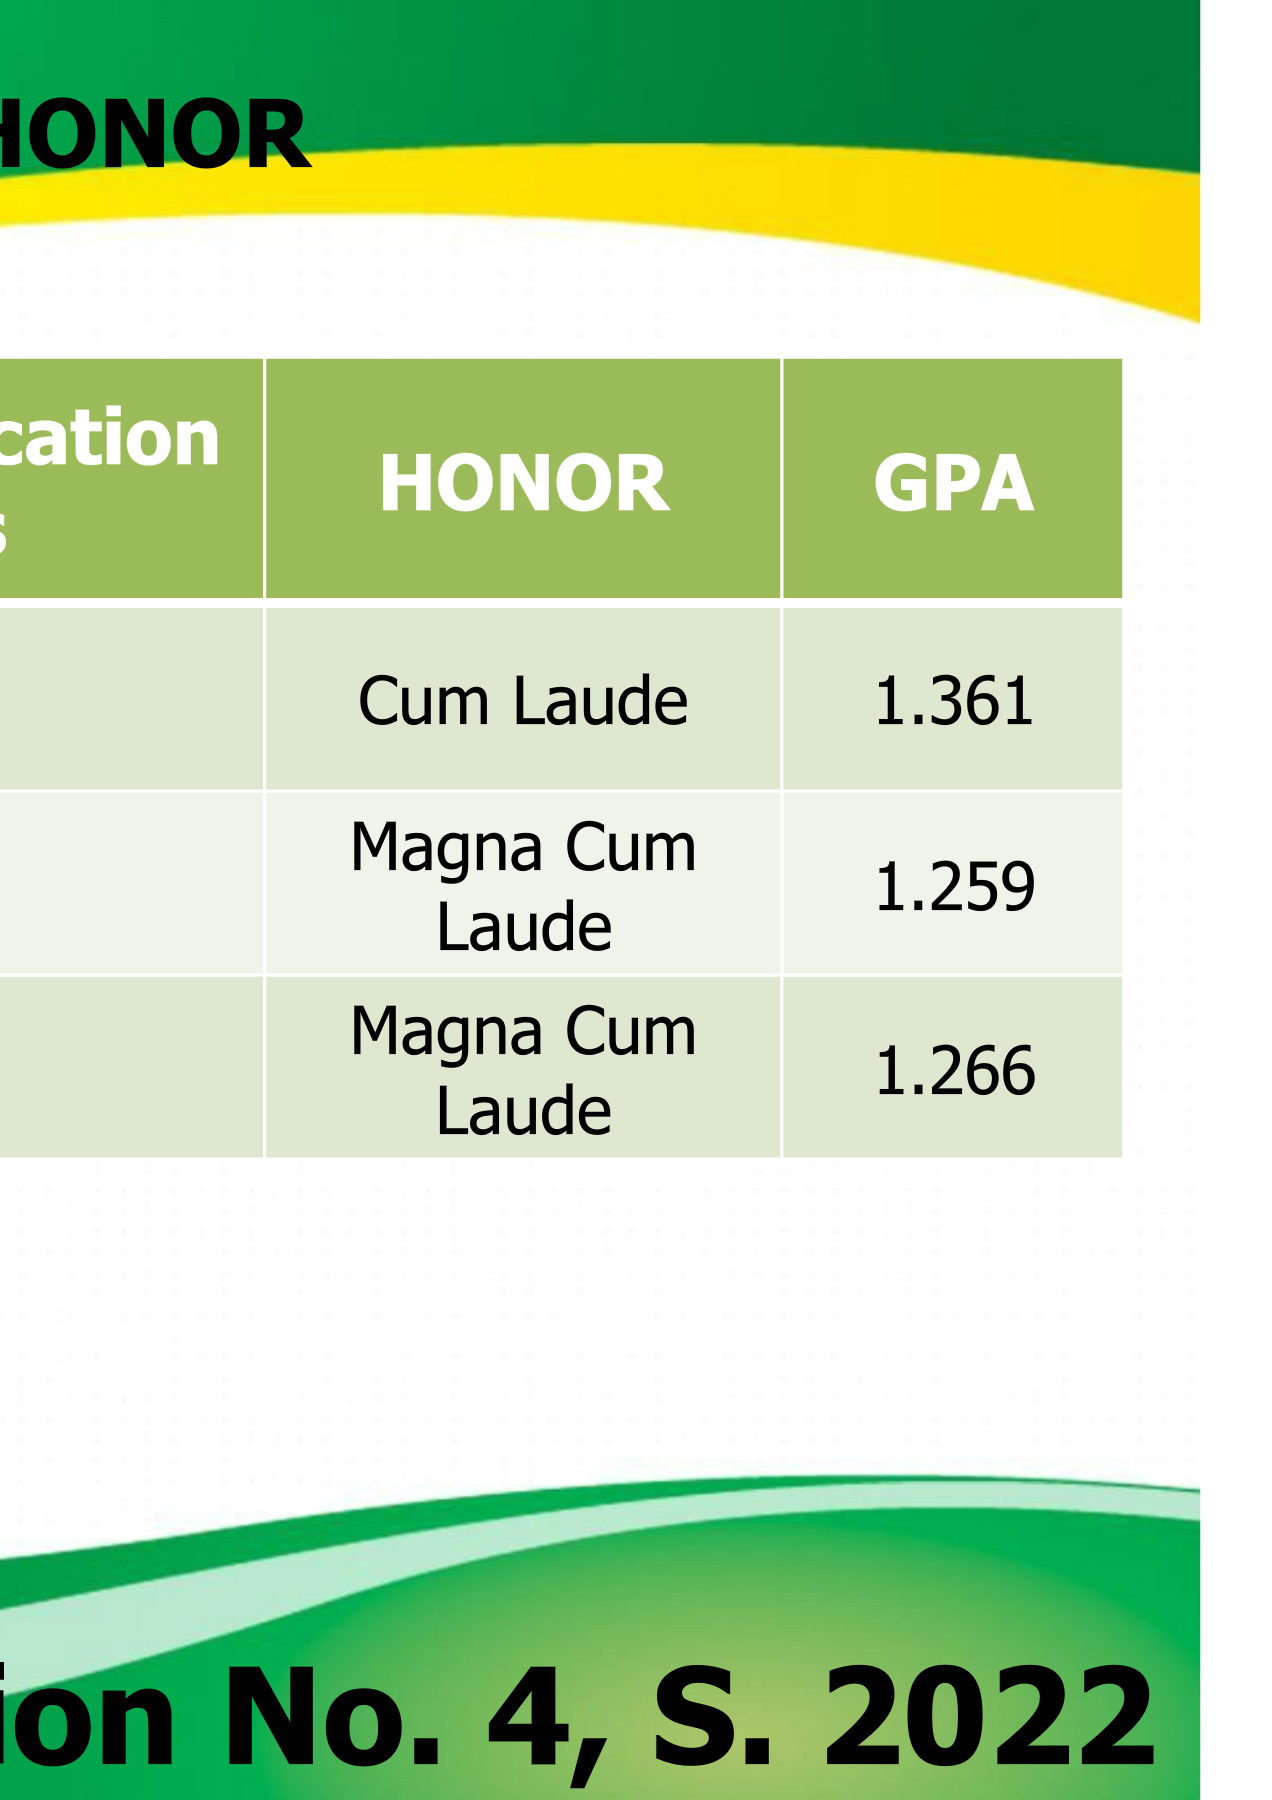 HONOR
cation
s
HONOR
GPA
Cum Laude
1.361
Magna Cum
Laude
1.259
Magna Cum
Laude
1.266
ion No. 4, S. 2022